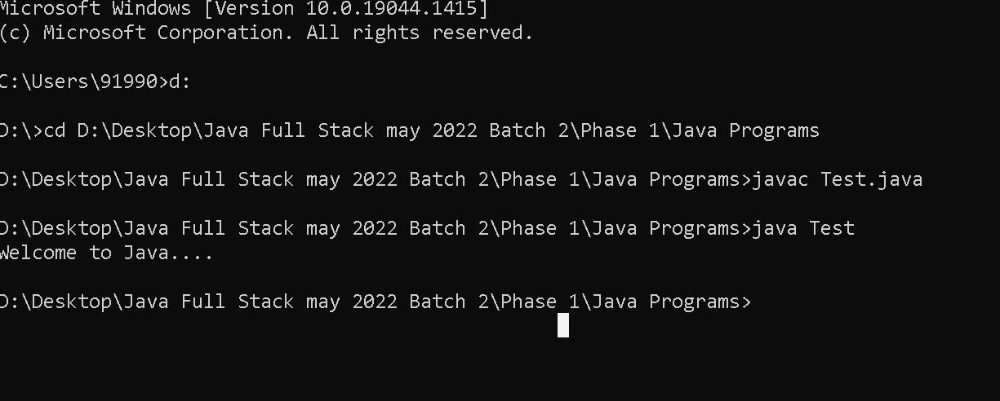 Microsoft Windows [Version 10.0.19044.1415]
(c) Microsoft Corporation. All rights reserved.
C:\Users\91990>d:
D:\>cd D:\Desktop\Java Full Stack may 2022 Batch 2\Phase 1\Java Programs
D:\Desktop\Java Full Stack may 2022 Batch 2\Phase 1\Java Programs>javac Test.java
D:\Desktop\Java Full Stack may 2022 Batch 2\Phase 1\Java Programs>java Test
Welcome to Java....
D:\Desktop\Java Full Stack may 2022 Batch 2\Phase 1\Java Programs>